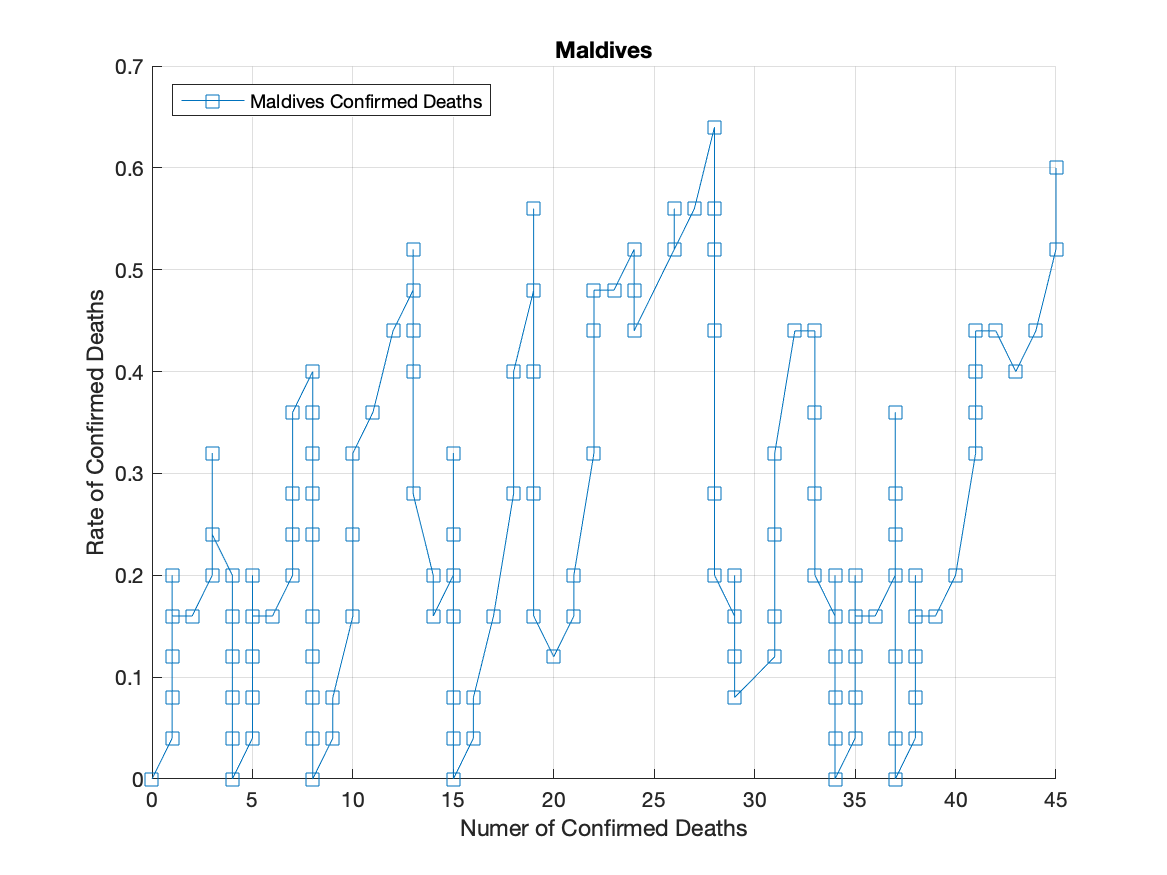 Maldives
Maldives Confirmed Deaths
Rate of Confirmed Deaths
0.7
0.6
0.5
0.4
0.3
0.2
0.1
0
0 5 10 15 20 25 30 35 40 45
Numer of Confirmed Deaths